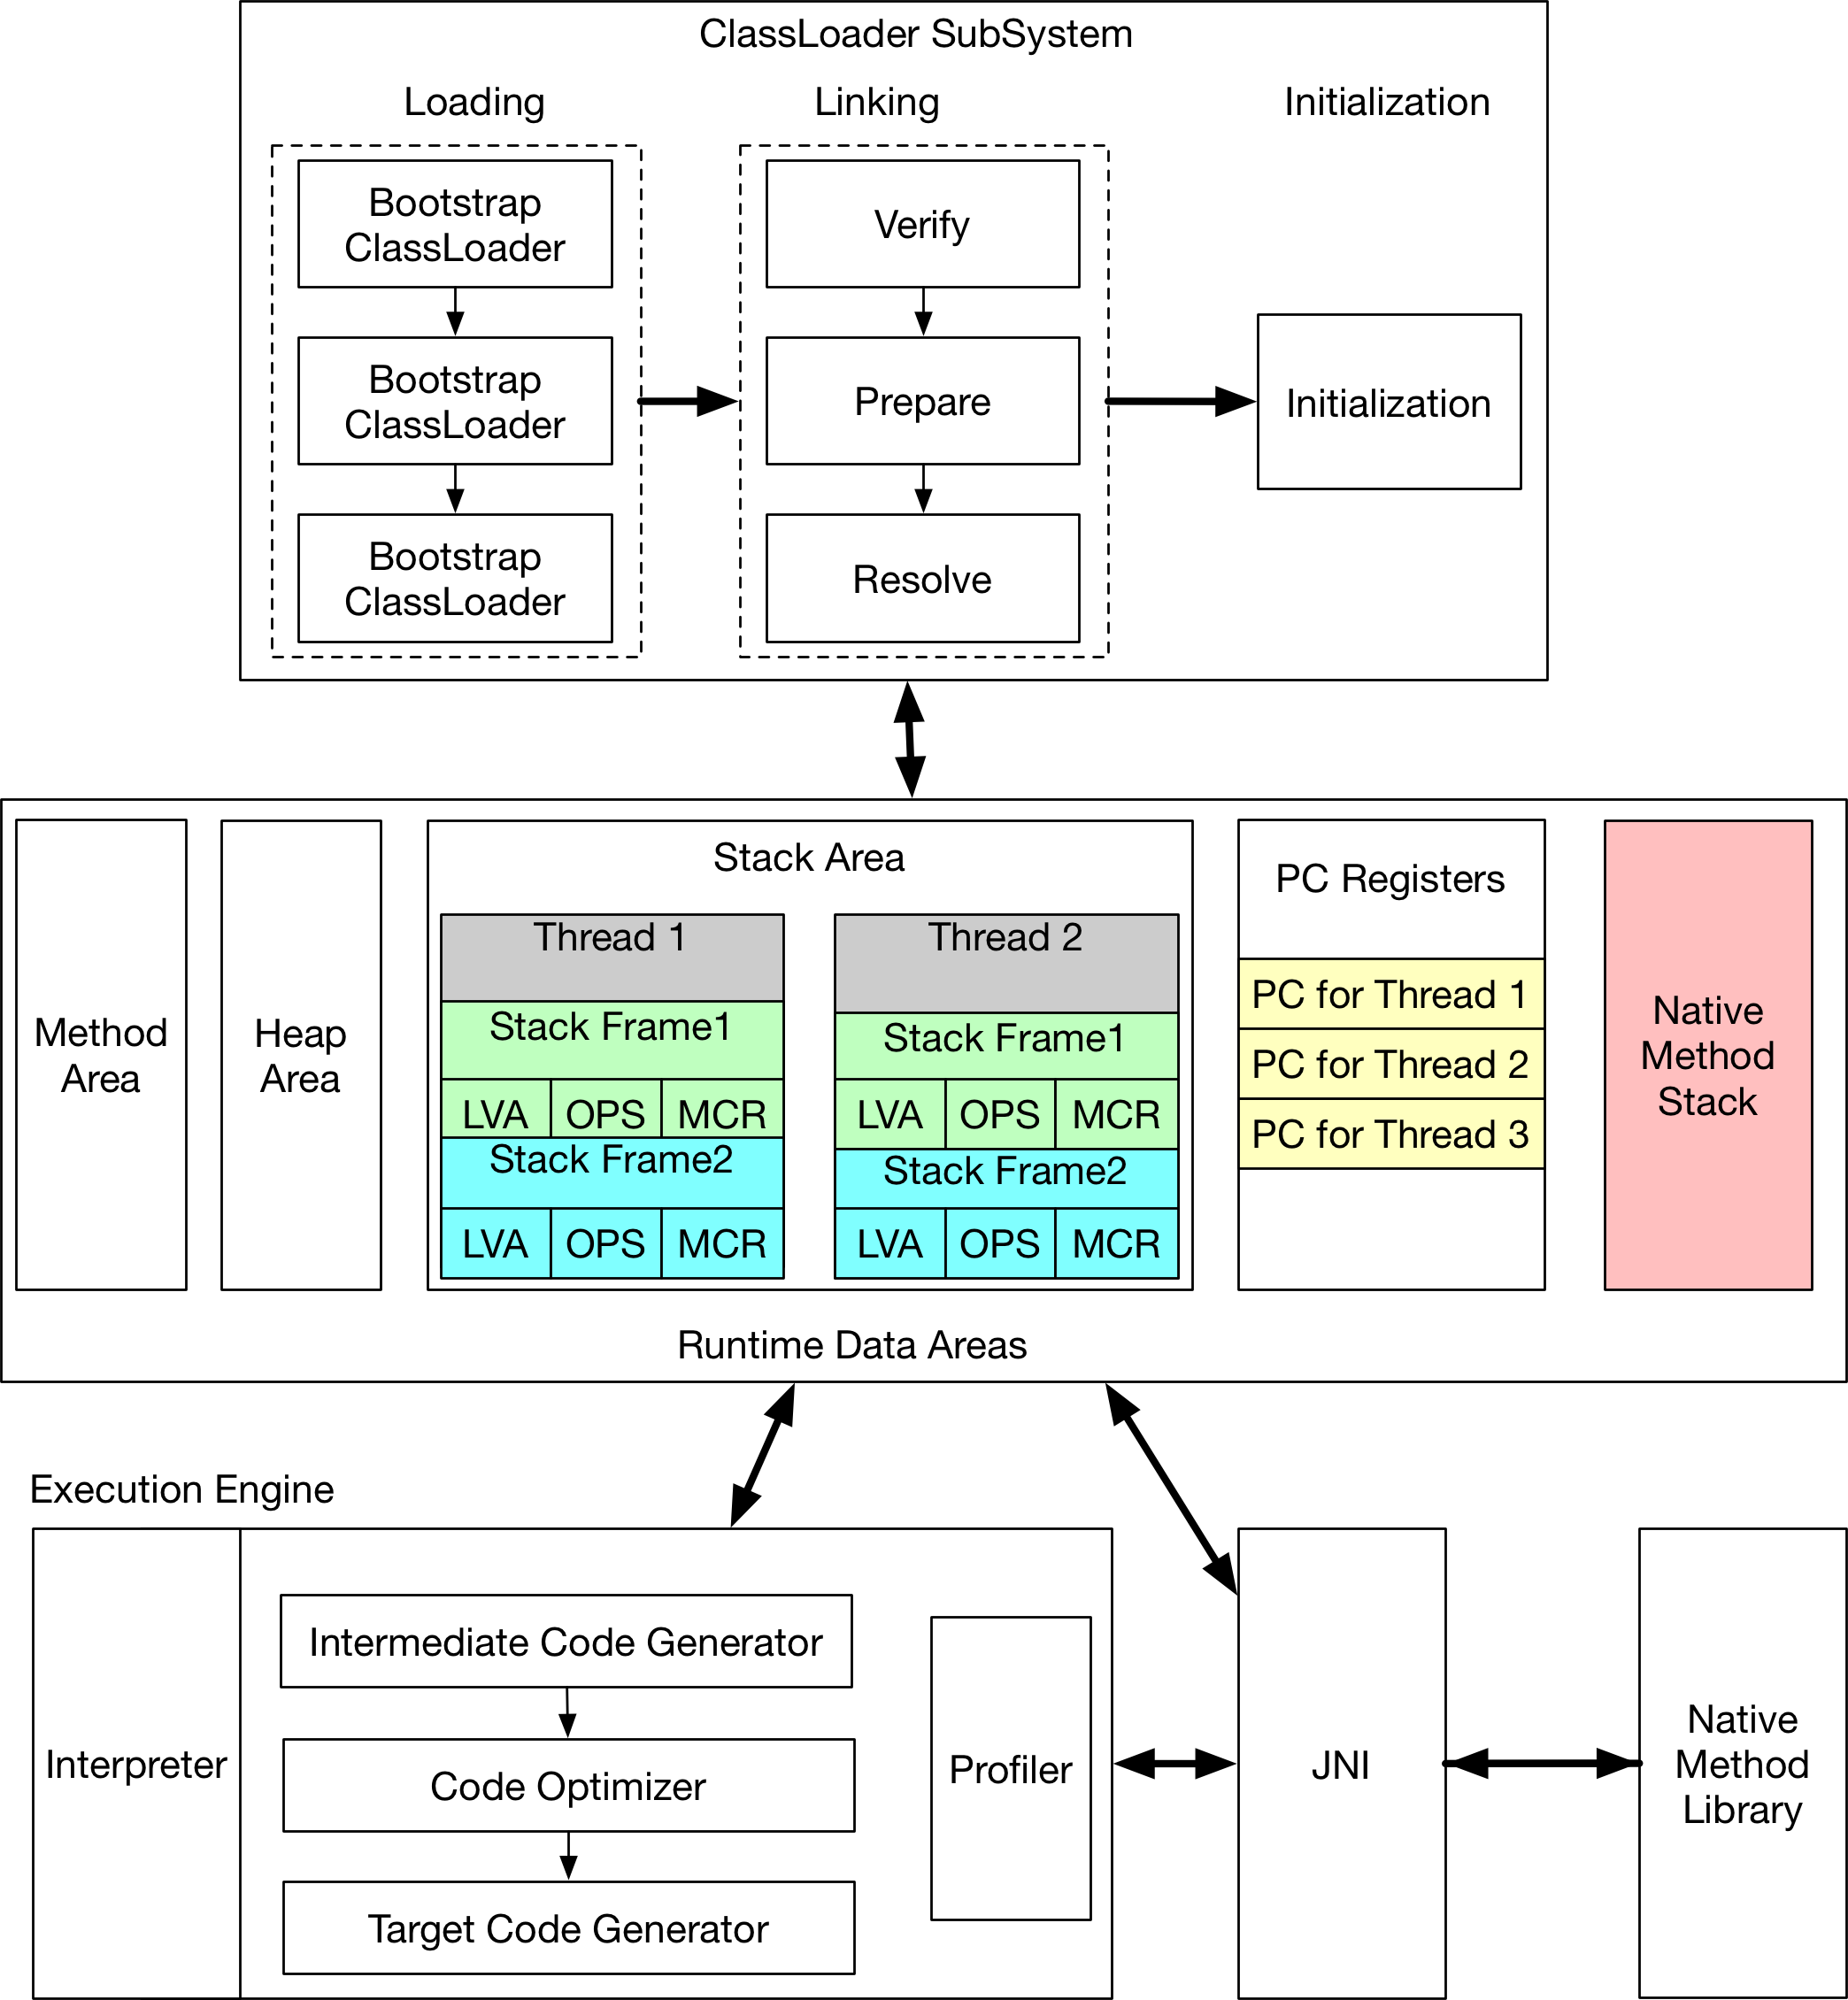 ClassLoader SubSystem
Loading
Linking
Initialization
Bootstrap
ClassLoader
Bootstrap
ClassLoader
Bootstrap
ClassLoader
Verify
Prepare
Resolve
Initialization
Method
Area
Heap
Area
Stack Area
Thread 1
Stack Frame1
LVA OPS MCR
Stack Frame2
LVA OPS MCR
Thread 2
Stack Frame1
LVA OPS MCR
Stack Frame2
LVA OPS MCR
PC Registers
PC for Thread 1
PC for Thread 2
PC for Thread 3
Native
Method
Stack
Runtime Data Areas
Execution Engine
Interpreter
Intermediate Code Generator
Code Optimizer
Target Code Generator
Profiler
JNI
Native
Method
Library